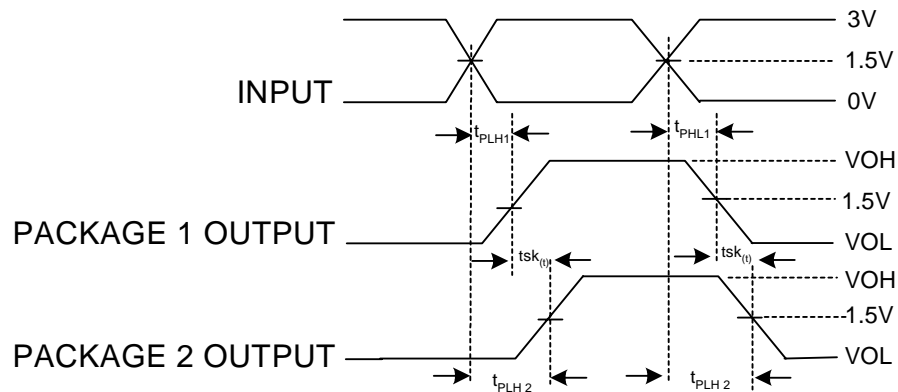 3V
1.5V
INPUT
0V
tPLH1
tPHL1
VOH
1.5V
PACKAGE 1 OUTPUT
VOL
tsk(t)
tsk(t)
VOH
1.5V
PACKAGE 2 OUTPUT
VOL
tPLH 2
tPLH 2